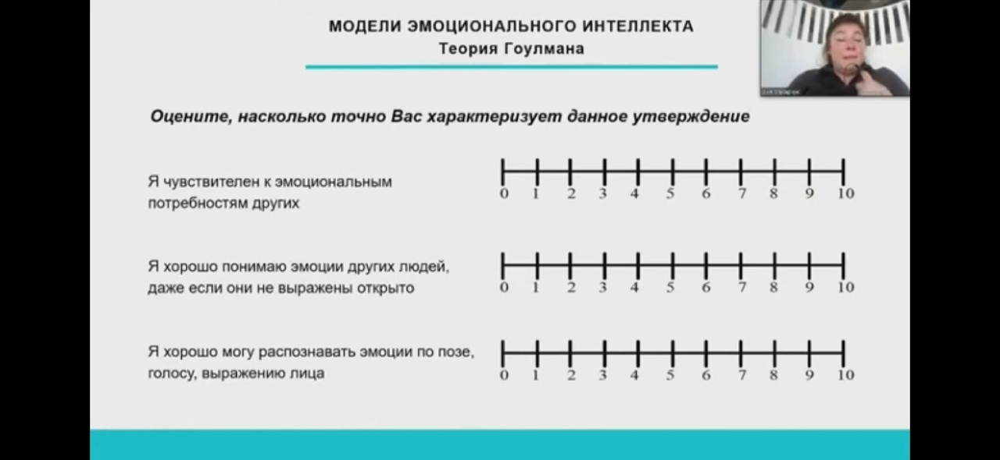 МОДЕЛИ ЭМОЦИОНАЛЬНОГО ИНТЕЛЛЕКТА
Теория Гоулмана
Оцените, насколько точно Вас характеризует данное утверждение
Я чувствителен к эмоциональным
потребностям других
0 1 2 3 4 5 6 7 8 9 10
Я хорошо понимаю эмоции других людей,
даже если они не выражены открыто
0 1 2 3 4 5 6 7 8 9 10
Я хорошо могу распознавать эмоции по позе,
голосу, выражению лица
0 1 2 3 4 5 6 7 8 9 10